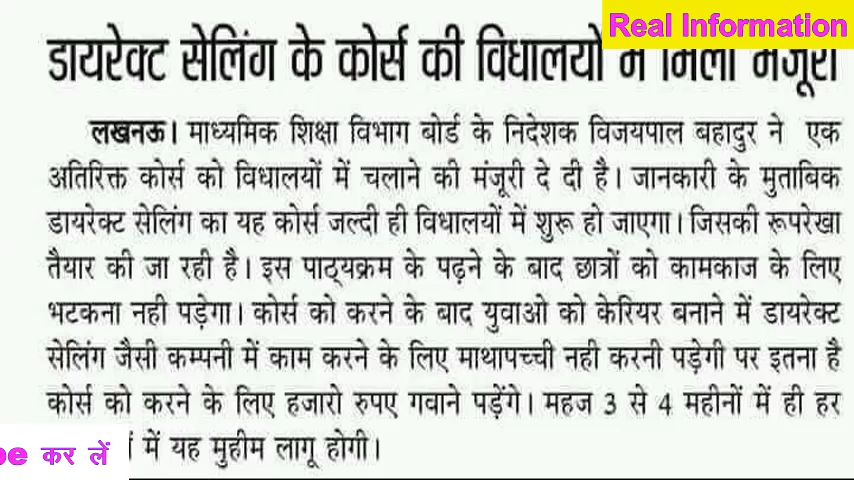 Real Information
डायरेक्ट सेलिंग के कोर्स की विधालयो में मिली मंजूरी
लखनऊ। माध्यमिक शिक्षा विभाग बोर्ड के निदेशक विजयपाल बहादुर ने एक
अतिरिक्त कोर्स को विधालयों में चलाने की मंजूरी दे दी है। जानकारी के मुताबिक
डायरेक्ट सेलिंग का यह कोर्स जल्दी ही विधालयों में शुरू हो जाएगा। जिसकी रूपरेखा
तैयार की जा रही है। इस पाठ्यक्रम के पढ़ने के बाद छात्रों को कामकाज के लिए
भटकना नही पड़ेगा। कोर्स को करने के बाद युवाओ को केरियर बनाने में डायरेक्ट
सेलिंग जैसी कम्पनी में काम करने के लिए माथापच्ची नही करनी पड़ेगी पर इतना है
कोर्स को करने के लिए हजारो रुपए गवाने पड़ेंगे। महज 3 से 4 महीनों में ही हर
में यह मुहीम लागू होगी।
कर लें